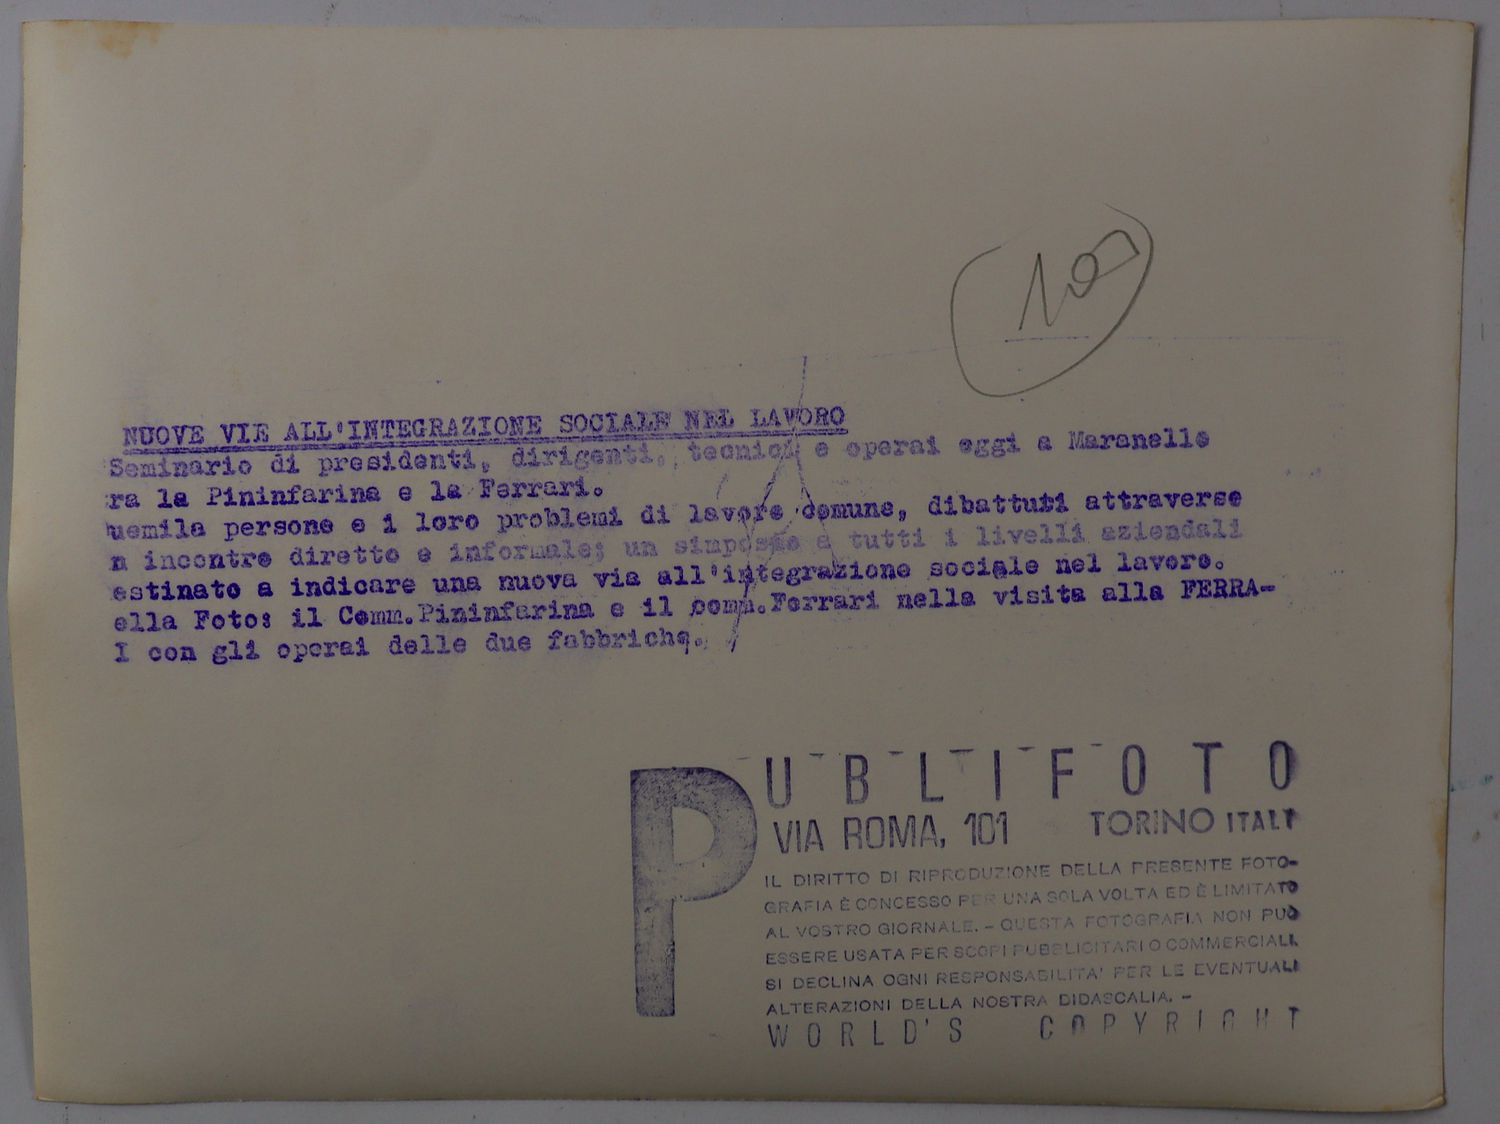 NUOVE VIE ALL'INTEGRAZIONE SOCIALE NEL LAVORO
Seminario di presidenti, dirigenti, tecnici e operai oggi a Maranello
ra la Pininfarina e la Ferrari.
uemila persone e i loro problemi di lavoro comune, dibattuti attraverso
n incontro diretto e informale; un simposio a tutti i livelli aziendali
estinato a indicare una nuova via all'integrazione sociale nel lavoro.
ella Foto: il Comm.Pininfarina e il comm.Ferrari nella visita alla FERRA-
I con gli operai delle due fabbriche.
PUBLIFOTO
VIA ROMA, 101 TORINO ITALY
IL DIRITTO DI RIPRODUZIONE DELLA PRESENTE FOTO-
GRAFIA È CONCESSO PER UNA SOLA VOLTA ED È LIMITATO
AL VOSTRO GIORNALE. - QUESTA FOTOGRAFIA NON PUÒ
ESSERE USATA PER SCOPI PUBBLICITARI O COMMERCIALI.
SI DECLINA OGNI RESPONSABILITA' PER LE EVENTUALI
ALTERAZIONI DELLA NOSTRA DIDASCALIA. -
WORLD'S COPYRIGHT